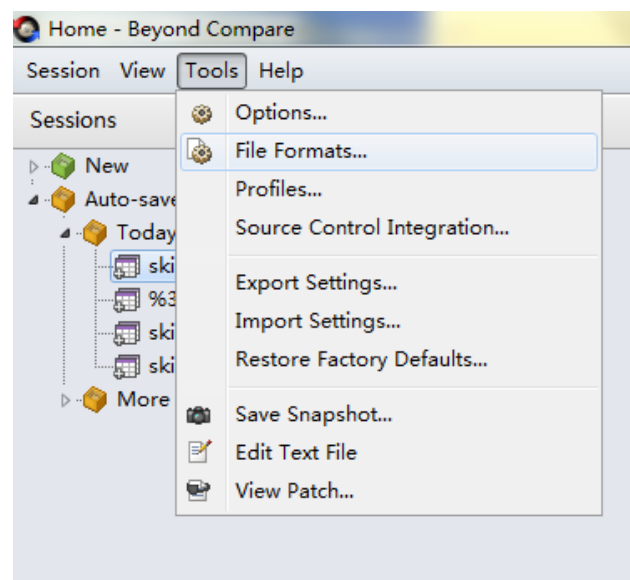 Home - Beyond Compare
Session View Tools Help
Sessions
New
Auto-save
Today
ski
%3
ski
ski
More
Options...
File Formats...
Profiles...
Source Control Integration...
Export Settings...
Import Settings...
Restore Factory Defaults...
Save Snapshot...
Edit Text File
View Patch...